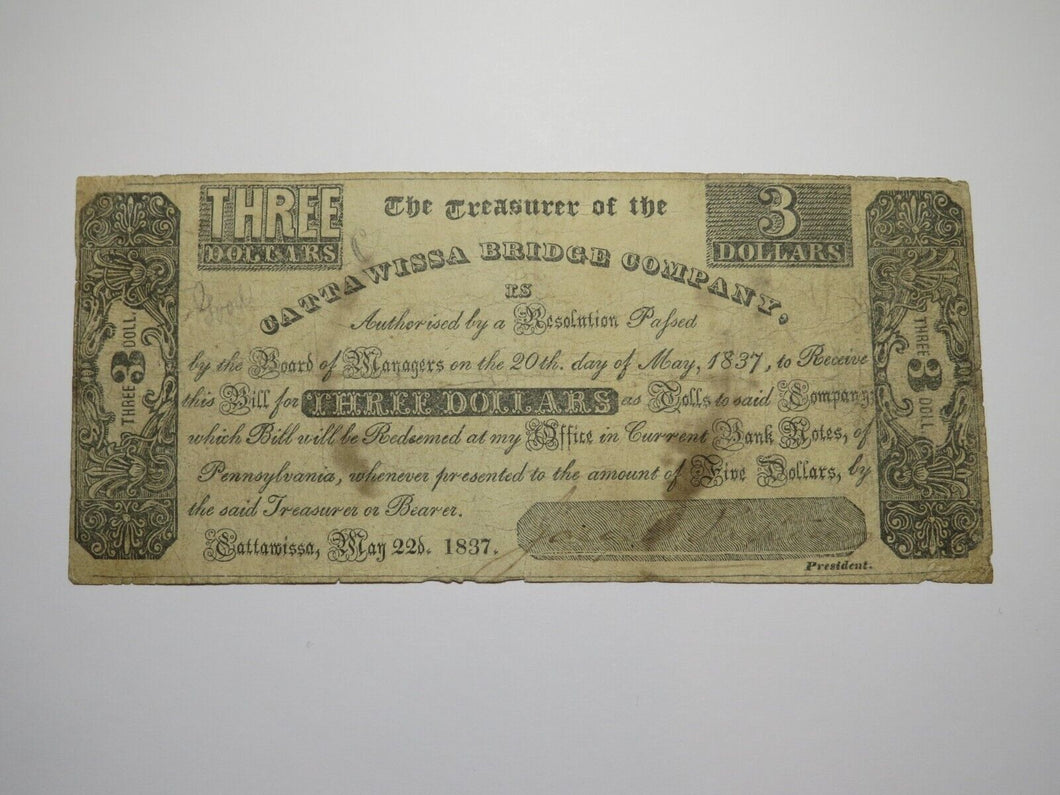 THREE
DOLLARS
The Treasurer of the
3
DOLLARS
CATTAWISSA BRIDGE COMPANY,
IS
Authorised by a Resolution Paſsed
by the Board of Managers on the 20th. day of May, 1837, to Receive
this Bill for THREE DOLLARS as Tolls to said Company
which Bill will be Redeemed at my Office in Current Bank Notes, of
Pennsylvania, whenever presented to the amount of Five Dollars, by
the said Treasurer or Bearer.
Cattawissa, May 22d. 1837.
President.
THREE 3 DOLL.
THREE 3 DOLL.